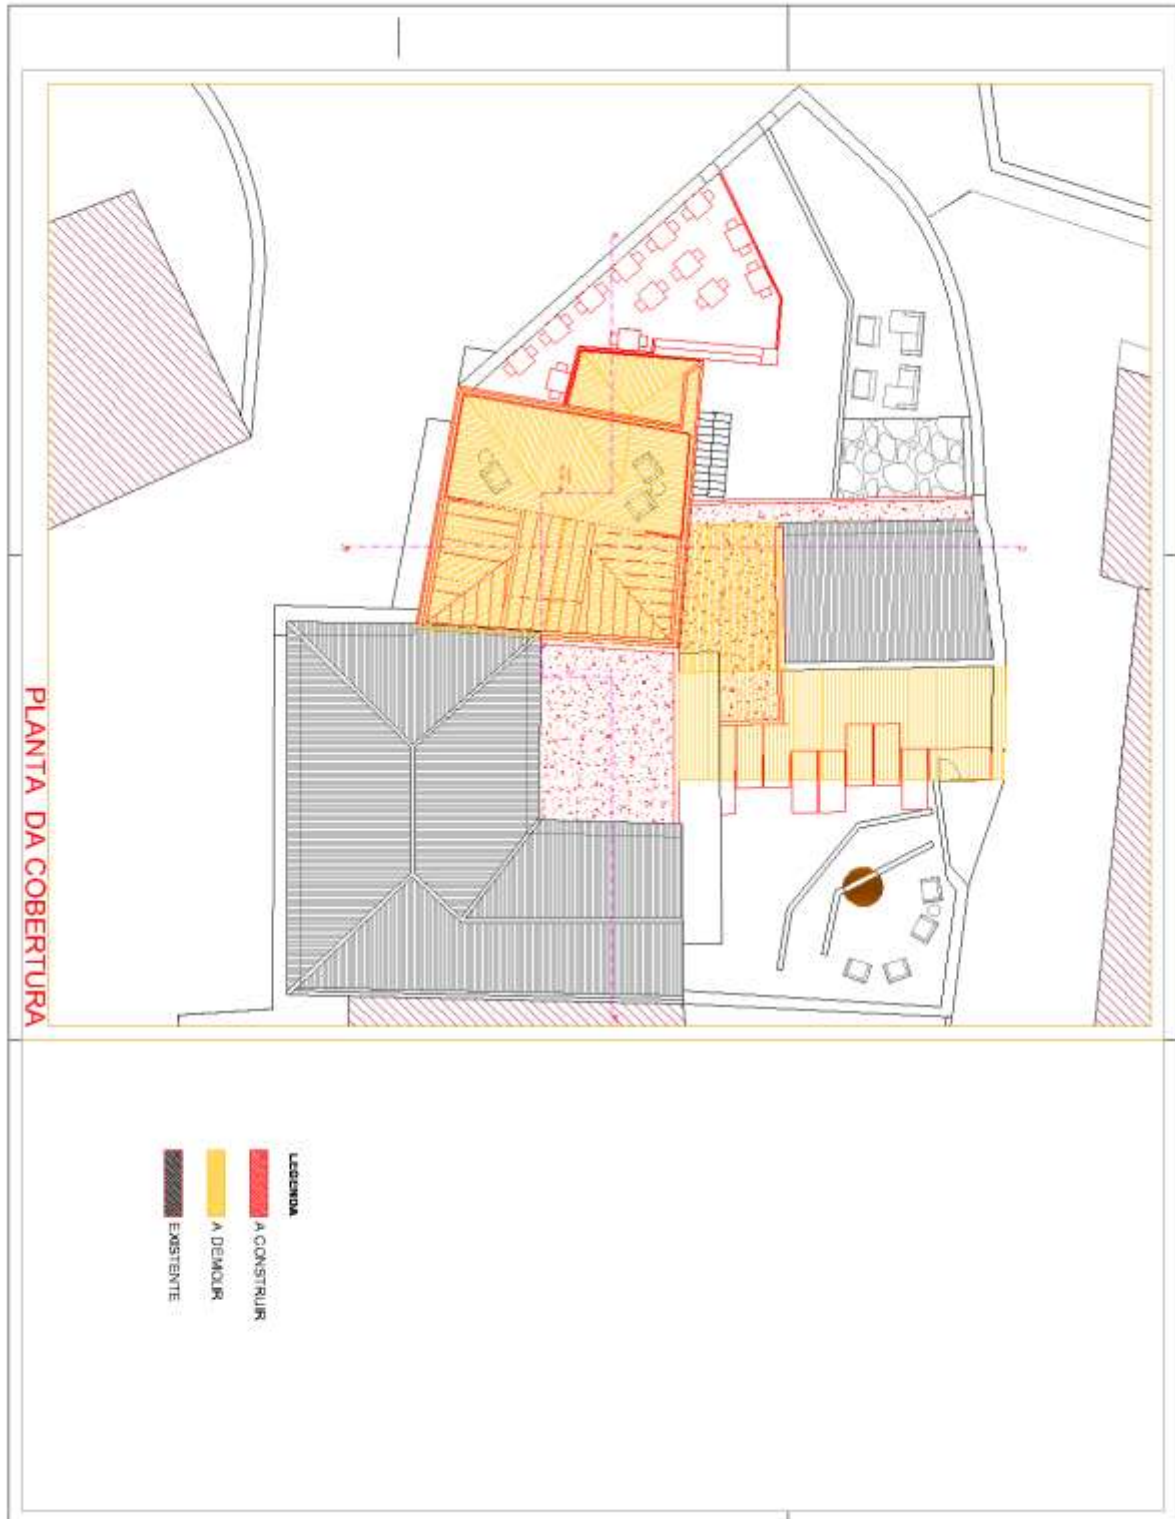 PLANTA DA COBERTURA
LEGENDA
A CONSTRUIR
A DEMOLIR
EXISTENTE